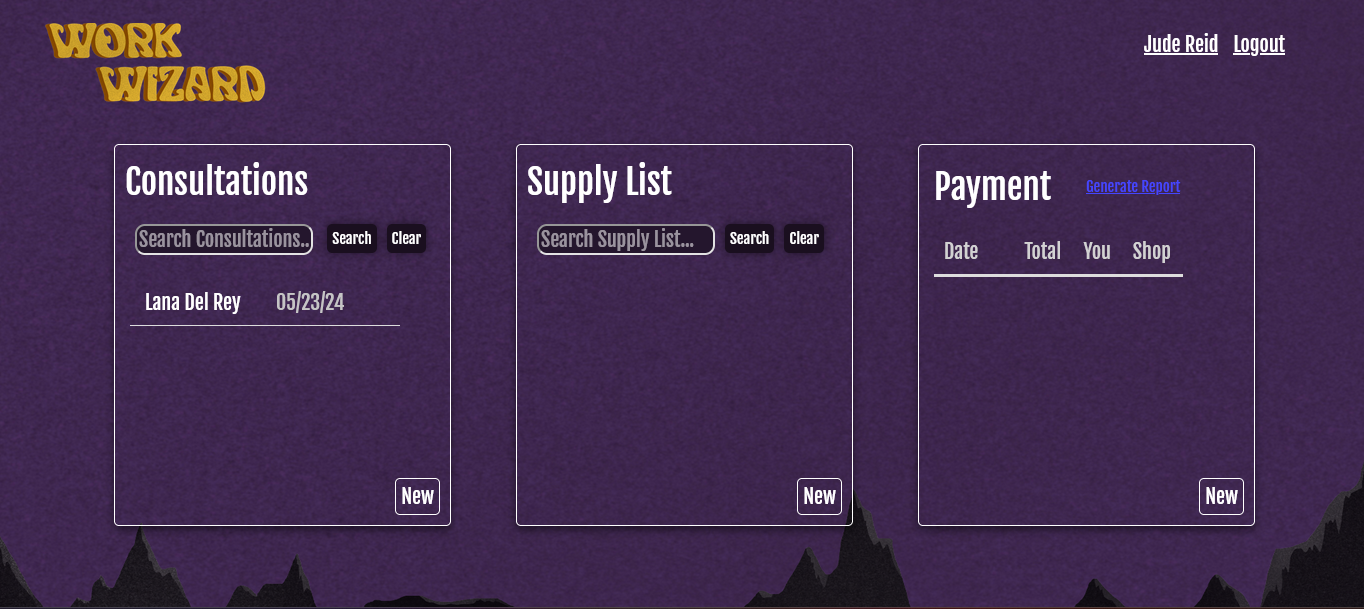 WORK
WIZARD
Jude Reid Logout
Consultations
Search Consultations.. Search Clear
Lana Del Rey 05/23/24
New
Supply List
Search Supply List... Search Clear
New
Payment Generate Report
Date Total You Shop
New